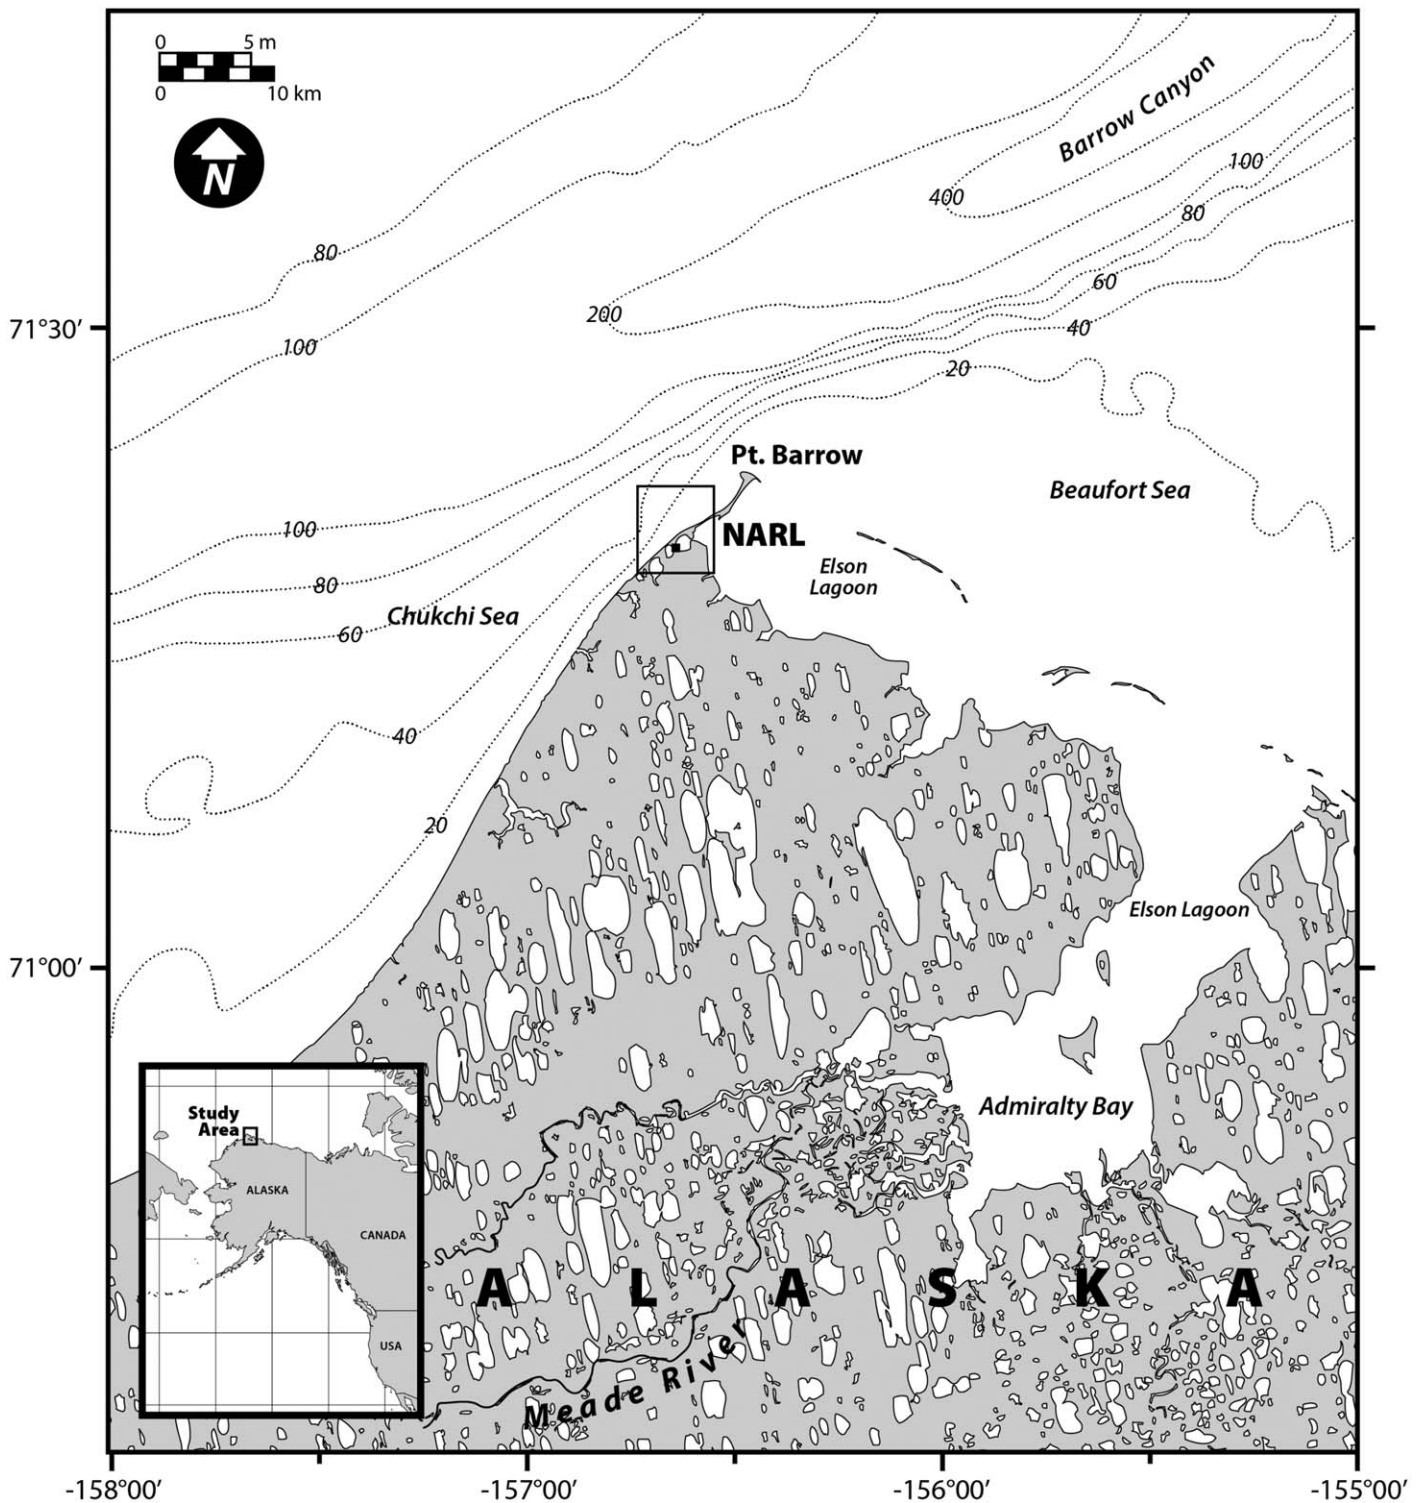 0 5 m
0 10 km
N
Barrow Canyon
100
400
80
80
60
200
71°30′
40
100
20
Pt. Barrow
Beaufort Sea
100
NARL
Elson
Lagoon
80
Chukchi Sea
60
40
20
Elson Lagoon
71°00′
Admiralty Bay
Study
Area
ALASKA
CANADA
USA
A L A S K A
Meade River
-158°00′ -157°00′ -156°00′ -155°00′